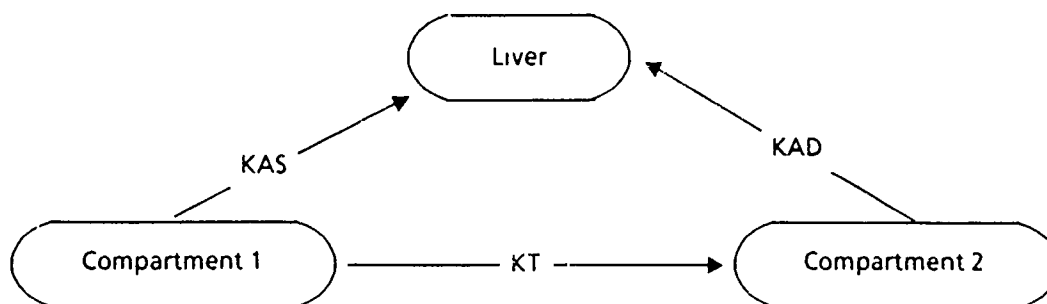 Liver
KAS
KAD
Compartment 1
KT
Compartment 2